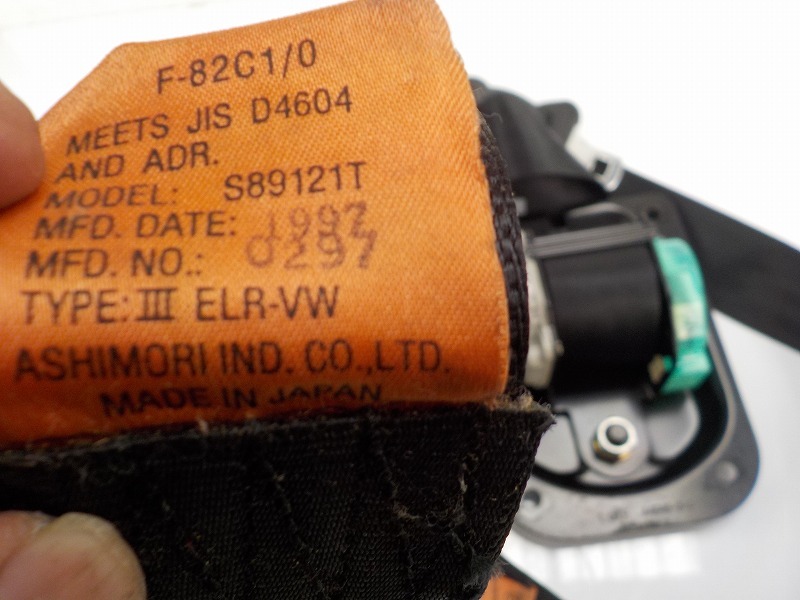 F-82C1/0
MEETS JIS D4604
AND ADR.
MODEL: S89121T
MFD. DATE: 1997
MFD. NO.: 0297
TYPE: III ELR-VW
ASHIMORI IND. CO.,LTD.
MADE IN JAPAN